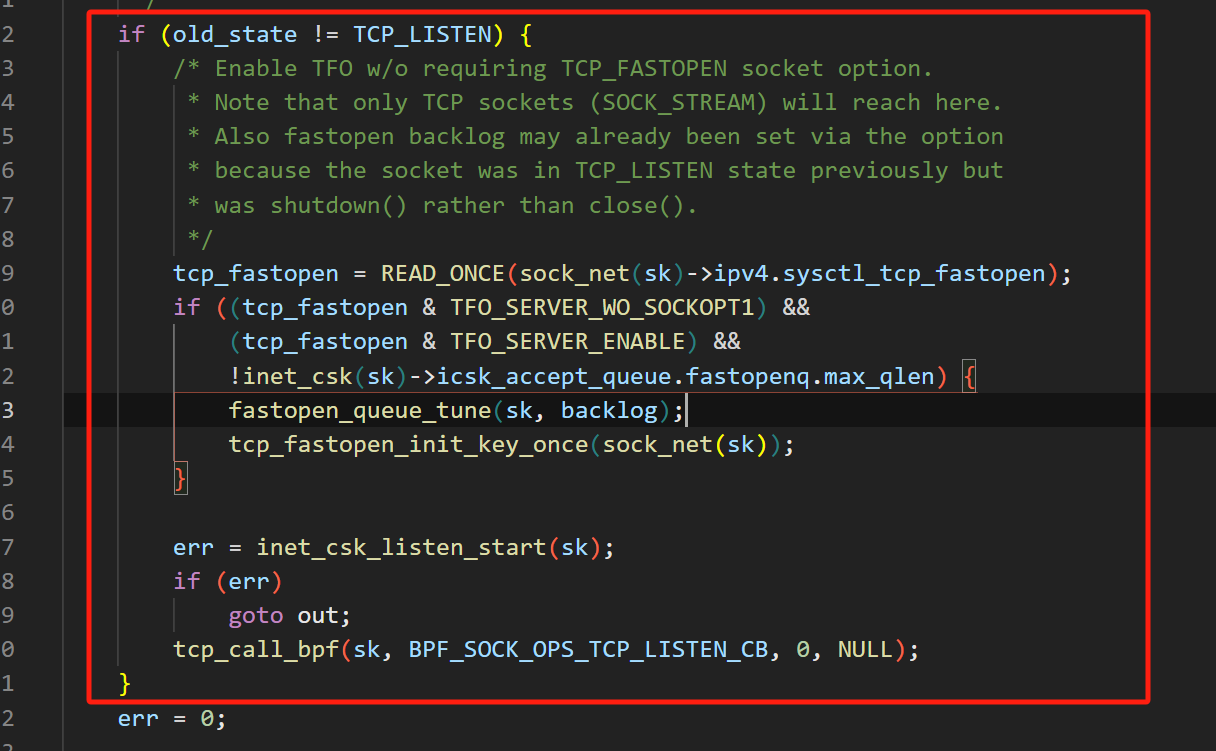 /
2 if (old_state != TCP_LISTEN) {
3 /* Enable TFO w/o requiring TCP_FASTOPEN socket option.
4 * Note that only TCP sockets (SOCK_STREAM) will reach here.
5 * Also fastopen backlog may already been set via the option
6 * because the socket was in TCP_LISTEN state previously but
7 * was shutdown() rather than close().
8 */
9 tcp_fastopen = READ_ONCE(sock_net(sk)->ipv4.sysctl_tcp_fastopen);
0 if ((tcp_fastopen & TFO_SERVER_WO_SOCKOPT1) &&
1 (tcp_fastopen & TFO_SERVER_ENABLE) &&
2 !inet_csk(sk)->icsk_accept_queue.fastopenq.max_qlen) {
3 fastopen_queue_tune(sk, backlog);
4 tcp_fastopen_init_key_once(sock_net(sk));
5 }
6
7 err = inet_csk_listen_start(sk);
8 if (err)
9 goto out;
0 tcp_call_bpf(sk, BPF_SOCK_OPS_TCP_LISTEN_CB, 0, NULL);
1 }
2 err = 0;